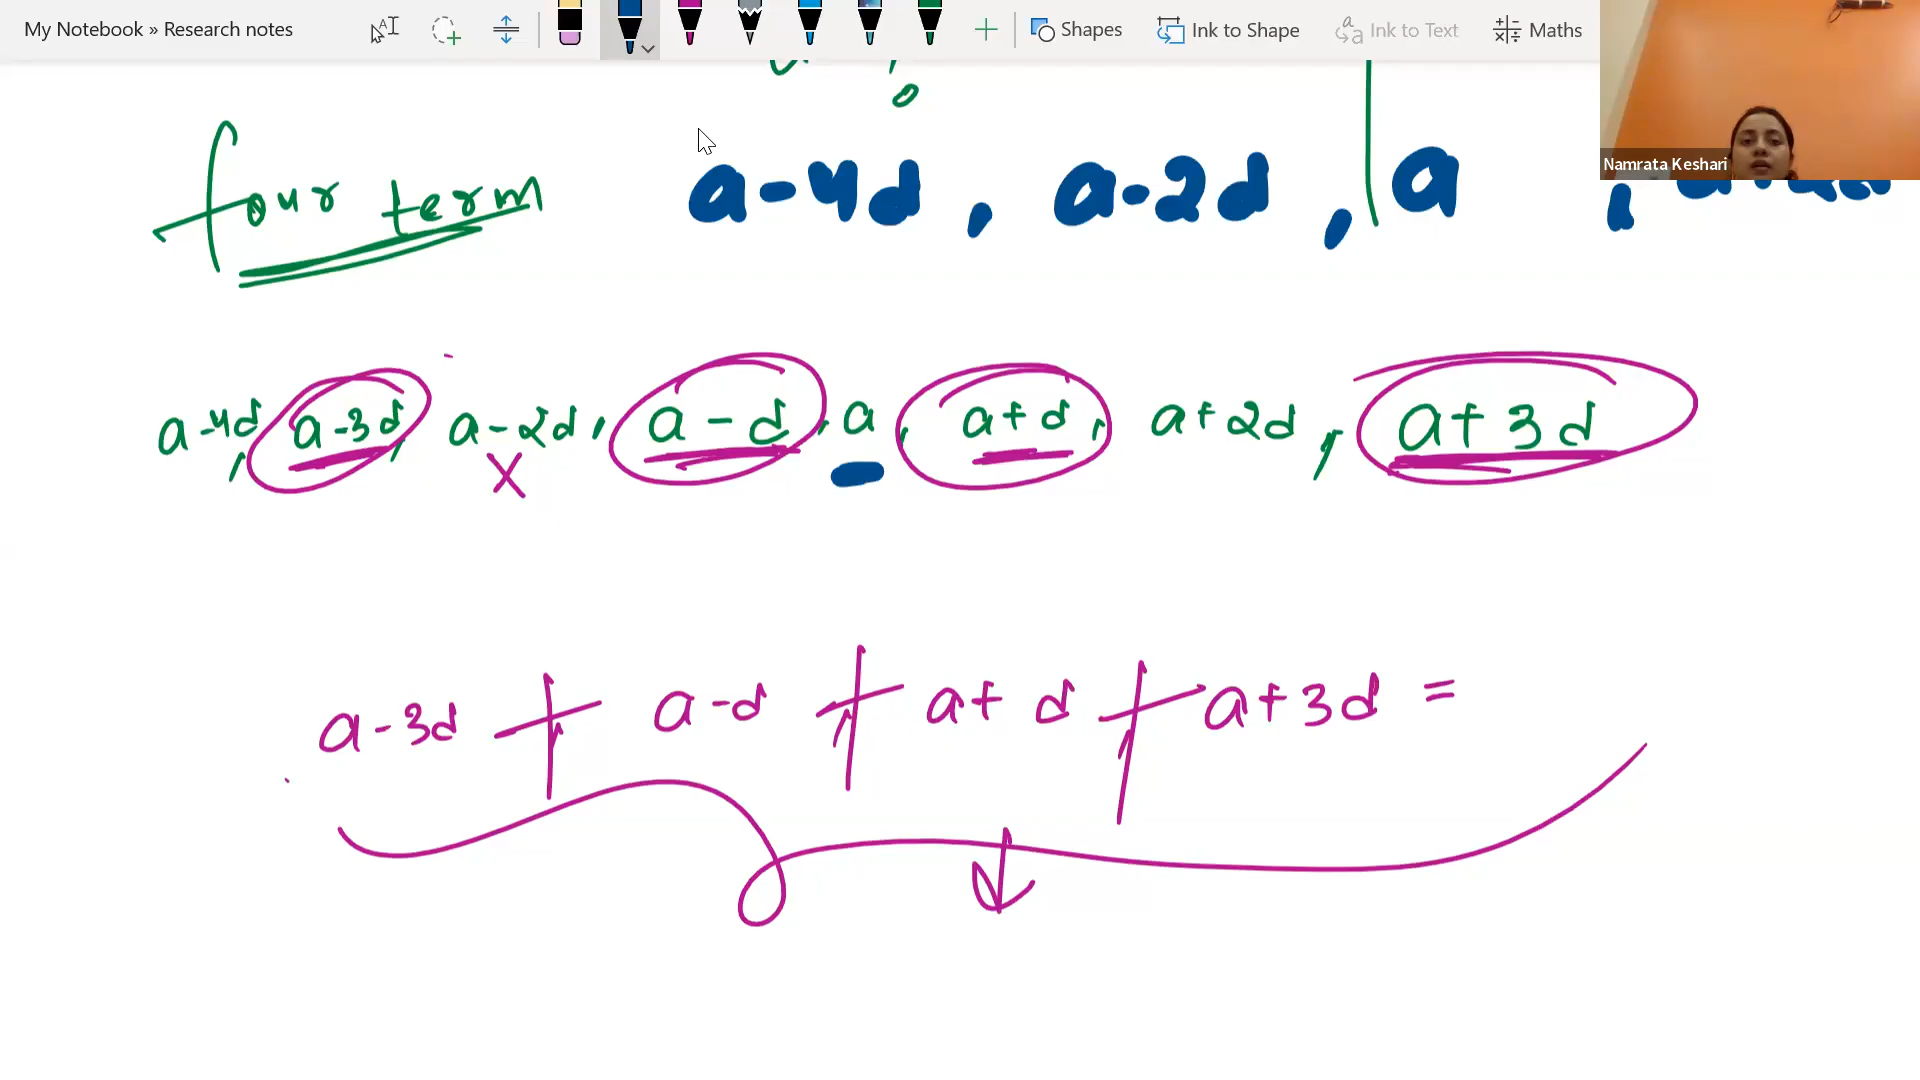 My Notebook » Research notes Shapes Ink to Shape Ink to Text Maths
Namrata Keshari
four term a-4d, a-2d, a
a-4d, a-3d, a-2d, a-d, a, a+d, a+2d, a+3d
X
a-3d + a-d + a+d + a+3d =